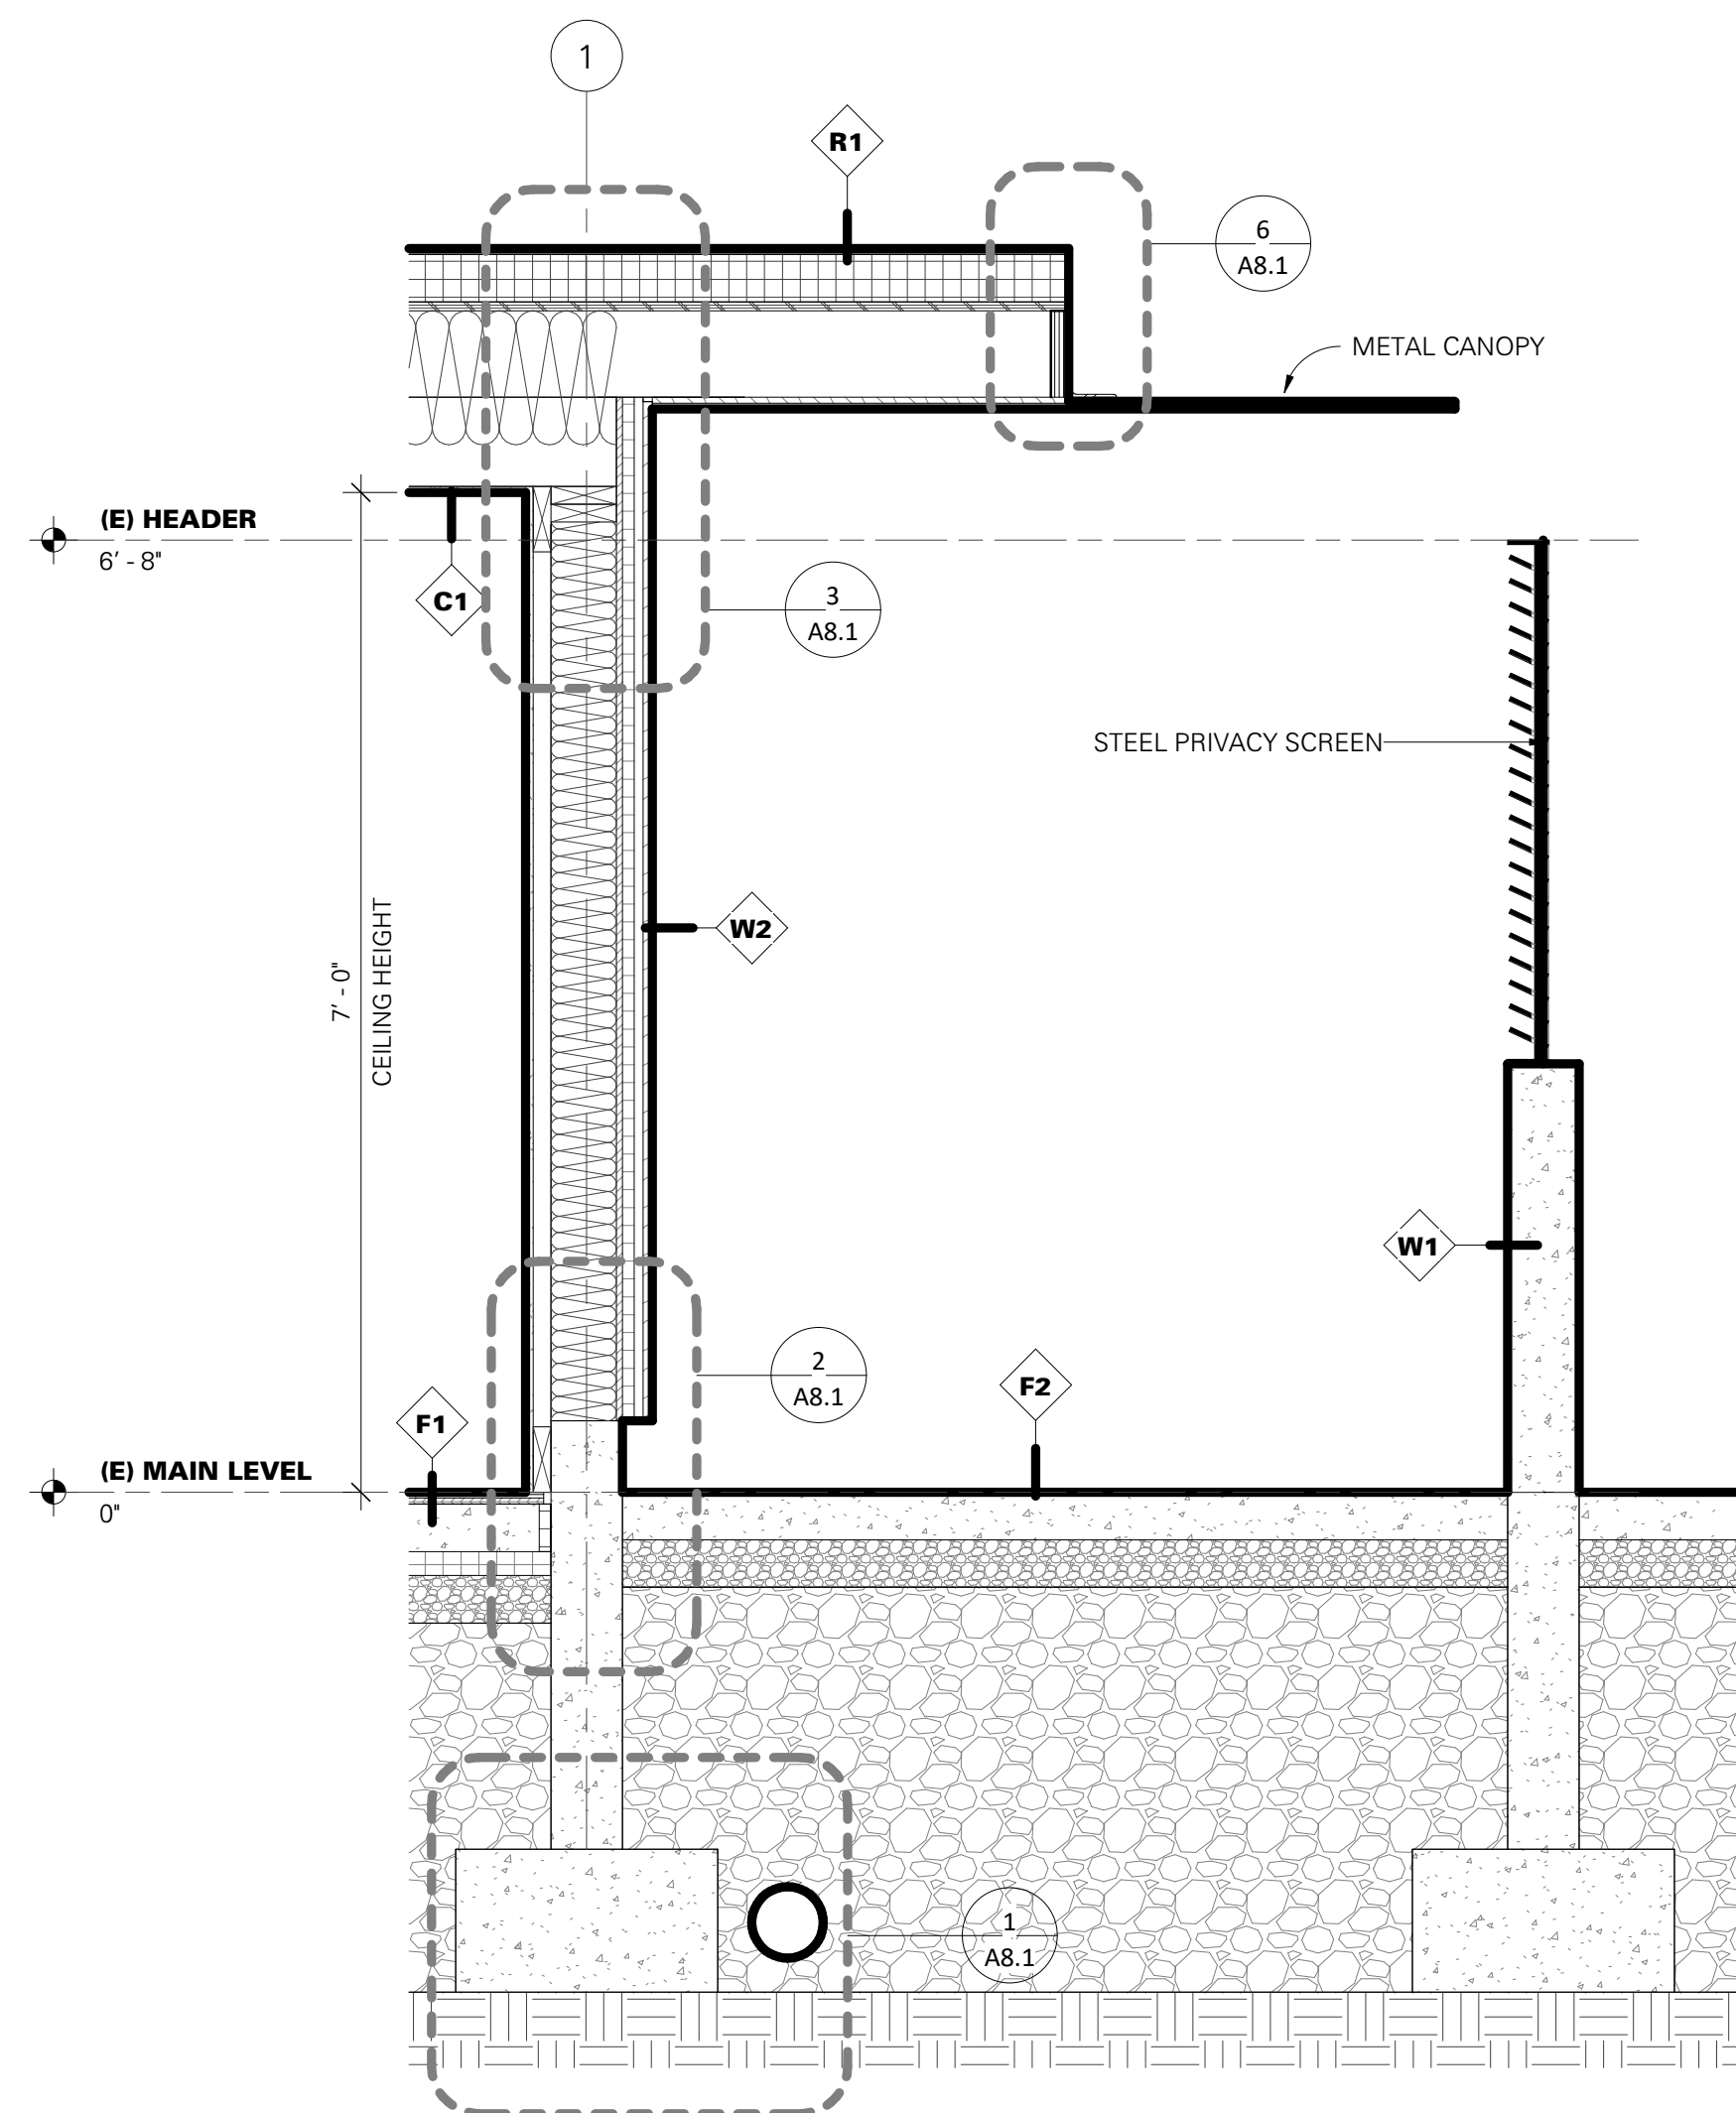 1
R1
6
A8.1
METAL CANOPY
(E) HEADER
6' - 8"
C1
3
A8.1
STEEL PRIVACY SCREEN
7' - 0"
CEILING HEIGHT
W2
W1
2
A8.1
F2
F1
(E) MAIN LEVEL
0"
1
A8.1